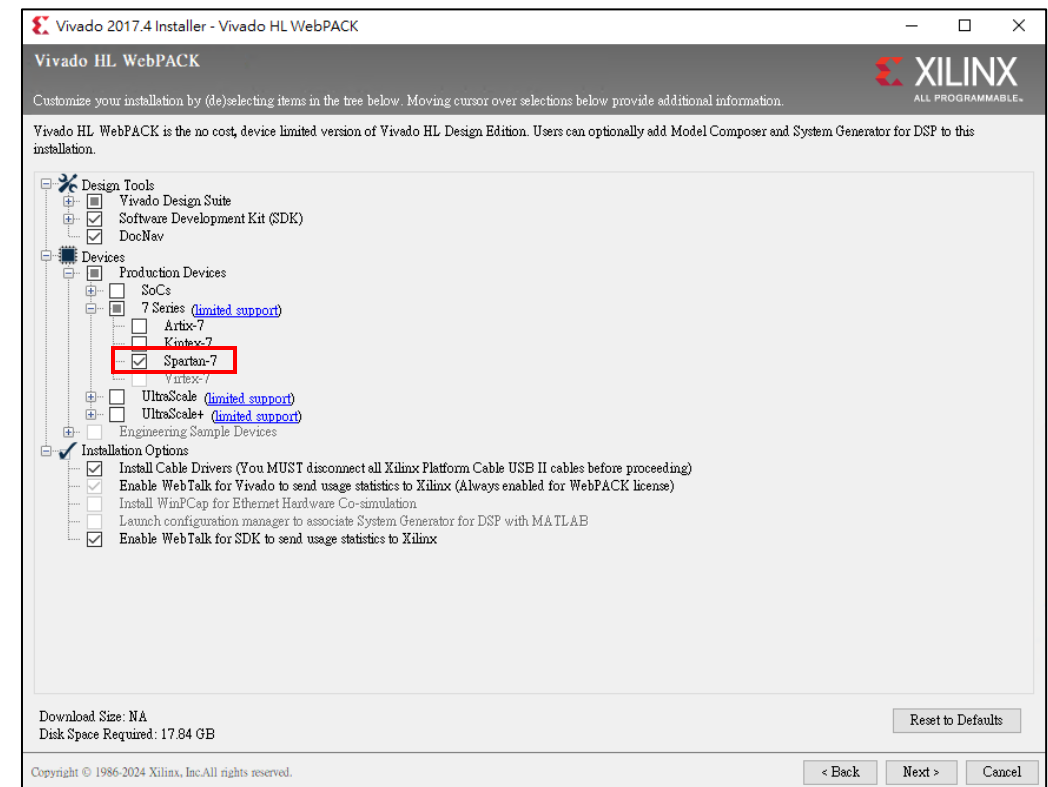 Vivado 2017.4 Installer - Vivado HL WebPACK
Vivado HL WebPACK
XILINX
ALL PROGRAMMABLE™
Customize your installation by (de)selecting items in the tree below. Moving cursor over selections below provide additional information.
Vivado HL WebPACK is the no cost, device limited version of Vivado HL Design Edition. Users can optionally add Model Composer and System Generator for DSP to this
installation.
Design Tools
Vivado Design Suite
Software Development Kit (SDK)
DocNav
Devices
Production Devices
SoCs
7 Series (limited support)
Artix-7
Kintex-7
Spartan-7
Virtex-7
UltraScale (limited support)
UltraScale+ (limited support)
Engineering Sample Devices
Installation Options
Install Cable Drivers (You MUST disconnect all Xilinx Platform Cable USB II cables before proceeding)
Enable WebTalk for Vivado to send usage statistics to Xilinx (Always enabled for WebPACK license)
Install WinPCap for Ethernet Hardware Co-simulation
Launch configuration manager to associate System Generator for DSP with MATLAB
Enable WebTalk for SDK to send usage statistics to Xilinx
Download Size: NA
Disk Space Required: 17.84 GB
Reset to Defaults
Copyright © 1986-2024 Xilinx, Inc.All rights reserved.
< Back
Next >
Cancel